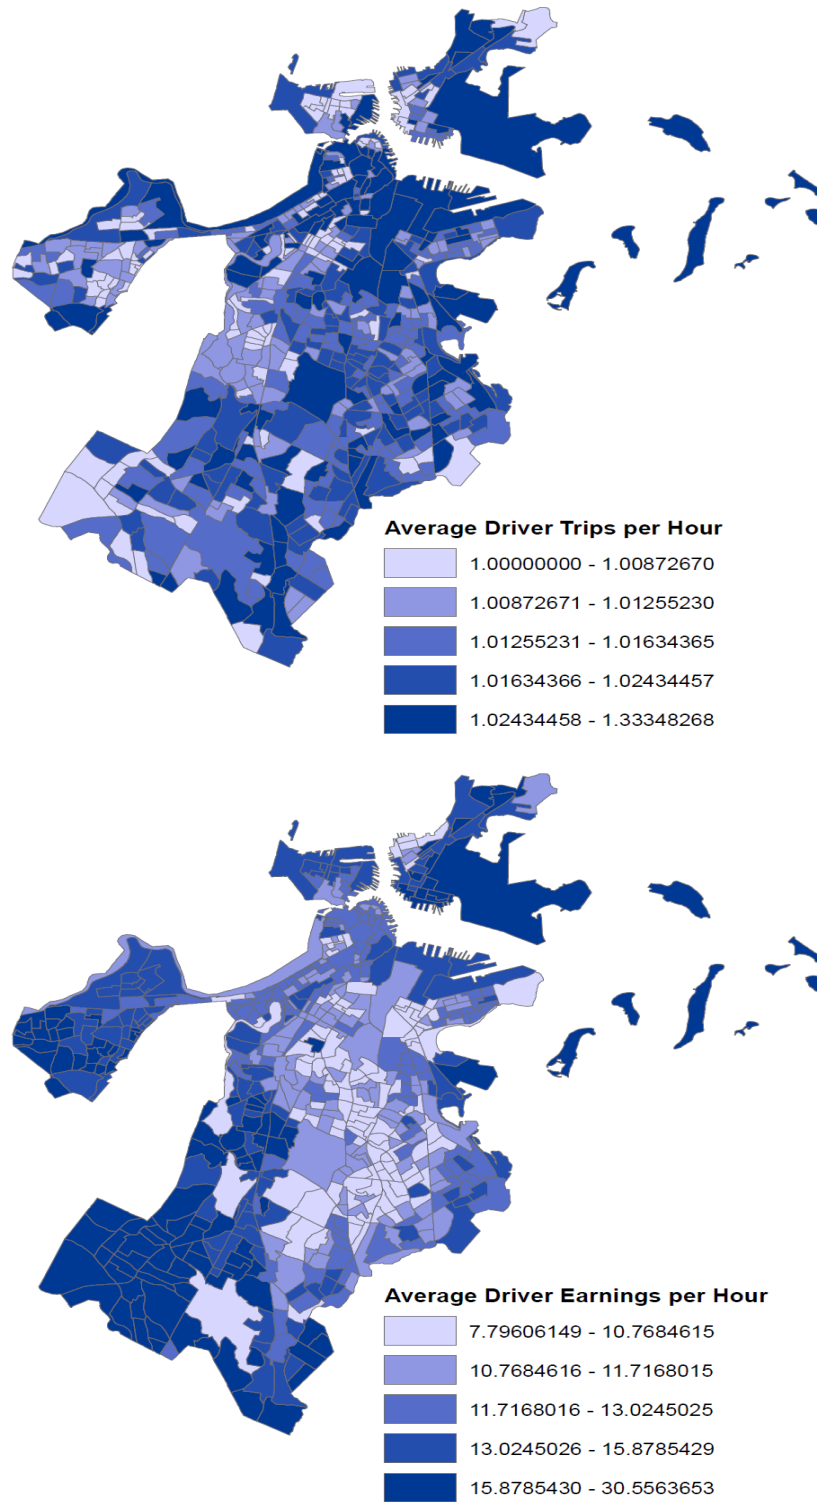 Average Driver Trips per Hour
1.00000000 - 1.00872670
1.00872671 - 1.01255230
1.01255231 - 1.01634365
1.01634366 - 1.02434457
1.02434458 - 1.33348268
Average Driver Earnings per Hour
7.79606149 - 10.7684615
10.7684616 - 11.7168015
11.7168016 - 13.0245025
13.0245026 - 15.8785429
15.8785430 - 30.5563653